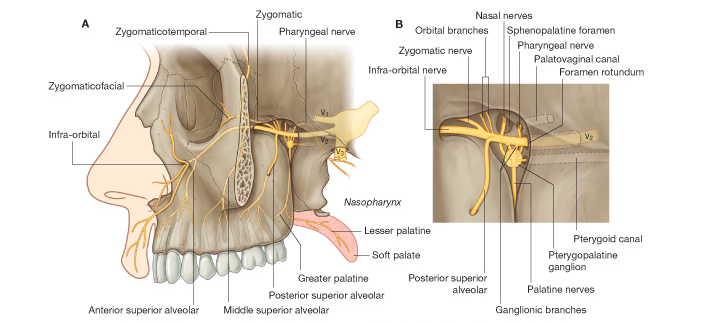 A
Zygomatic
Zygomaticotemporal
Pharyngeal nerve
Zygomaticofacial
Infra-orbital
V₁
V₂
V₃
Nasopharynx
Lesser palatine
Soft palate
Greater palatine
Posterior superior alveolar
Anterior superior alveolar
Middle superior alveolar
B
Nasal nerves
Orbital branches
Sphenopalatine foramen
Pharyngeal nerve
Zygomatic nerve
Palatovaginal canal
Infra-orbital nerve
Foramen rotundum
V₂
Pterygoid canal
Pterygopalatine
ganglion
Posterior superior
alveolar
Palatine nerves
Ganglionic branches